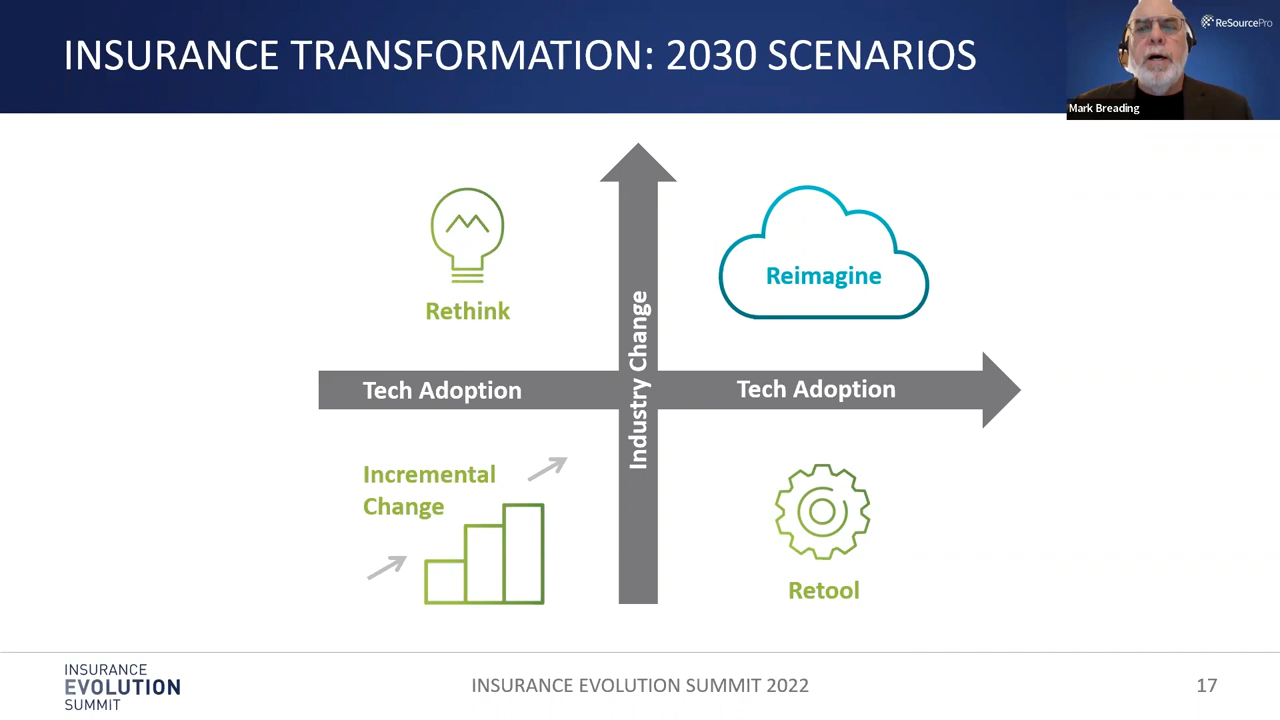 INSURANCE TRANSFORMATION: 2030 SCENARIOS
ReSourcePro
Mark Breading
Rethink
Reimagine
Industry Change
Tech Adoption
Tech Adoption
Incremental
Change
Retool
INSURANCE
EVOLUTION
SUMMIT
INSURANCE EVOLUTION SUMMIT 2022
17